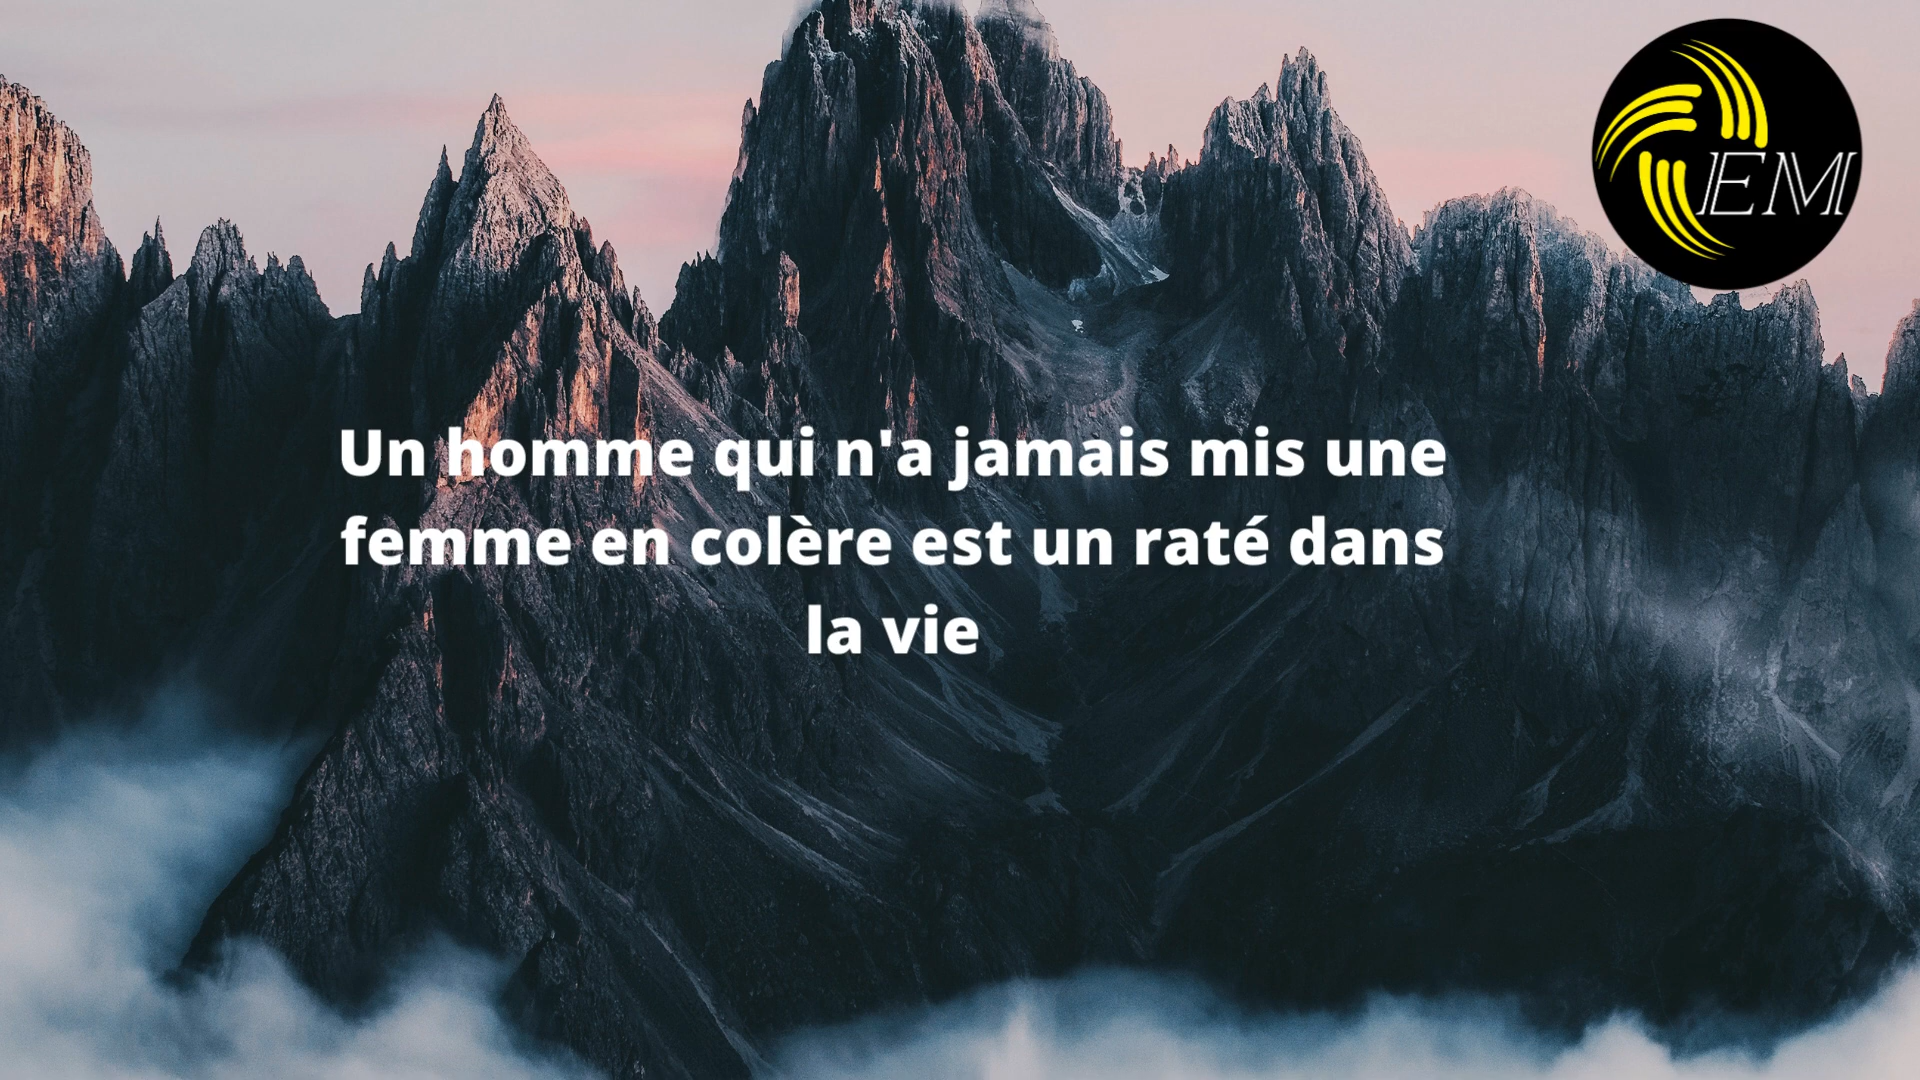 EM
Un homme qui n'a jamais mis une
femme en colère est un raté dans
la vie